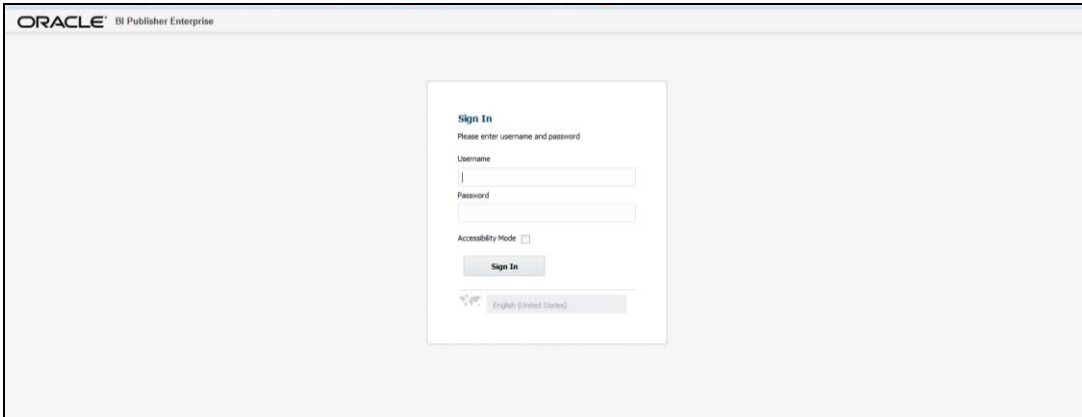 ORACLE® BI Publisher Enterprise
Sign In
Please enter username and password
Username
Password
Accessibility Mode
Sign In
English (United States)